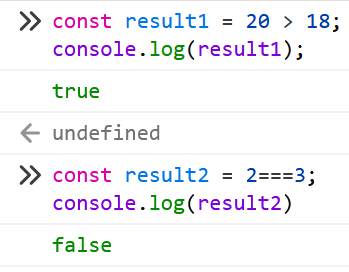 >> const result1 = 20 > 18;
console.log(result1);
true
← undefined
>> const result2 = 2===3;
console.log(result2)
false